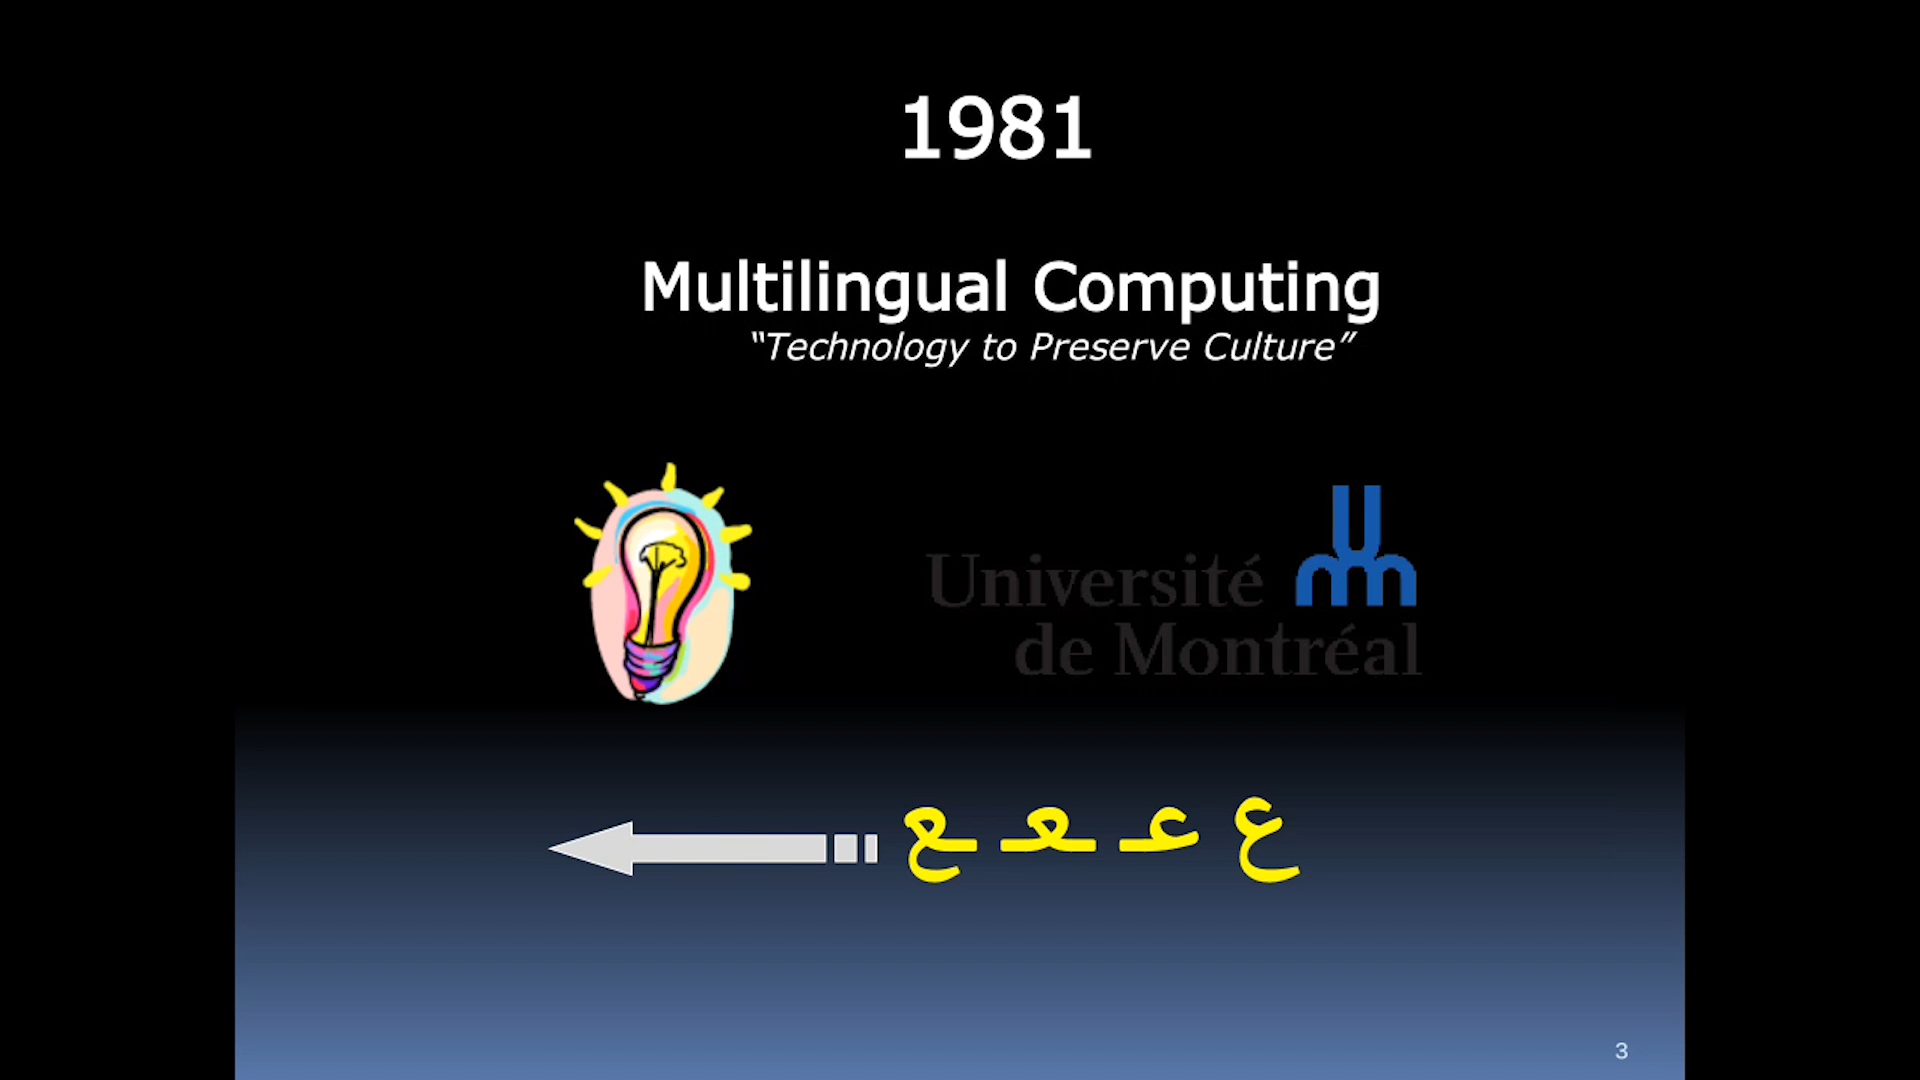 1981
Multilingual Computing
“Technology to Preserve Culture”
Université
de Montréal
ع عـ ـعـ ـع
3